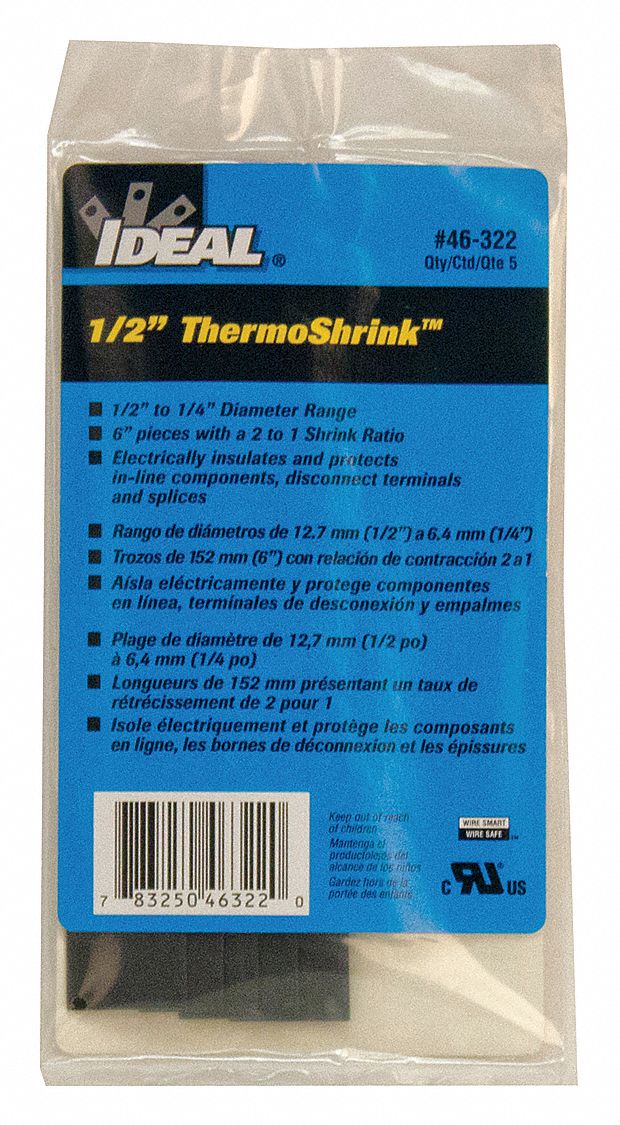 IDEAL®
#46-322
Qty/Ctd/Qte 5
1/2” ThermoShrink™
■ 1/2” to 1/4” Diameter Range
■ 6” pieces with a 2 to 1 Shrink Ratio
■ Electrically insulates and protects
in-line components, disconnect terminals
and splices
■ Rango de diámetros de 12.7 mm (1/2”) a 6.4 mm (1/4”)
■ Trozos de 152 mm (6”) con relación de contracción 2 a 1
■ Aísla eléctricamente y protege componentes
en línea, terminales de desconexión y empalmes
■ Plage de diamètre de 12,7 mm (1/2 po)
à 6,4 mm (1/4 po)
■ Longueurs de 152 mm présentant un taux de
rétrécissement de 2 pour 1
■ Isole électriquement et protège les composants
en ligne, les bornes de déconnexion et les épissures
7 83250 46322 0
Keep out of reach
of children
Mantenga el
producto lejos del
alcance de los niños
Gardez hors de la
portée des enfants
WIRE SMART
WIRE SAFE™
C RU® US